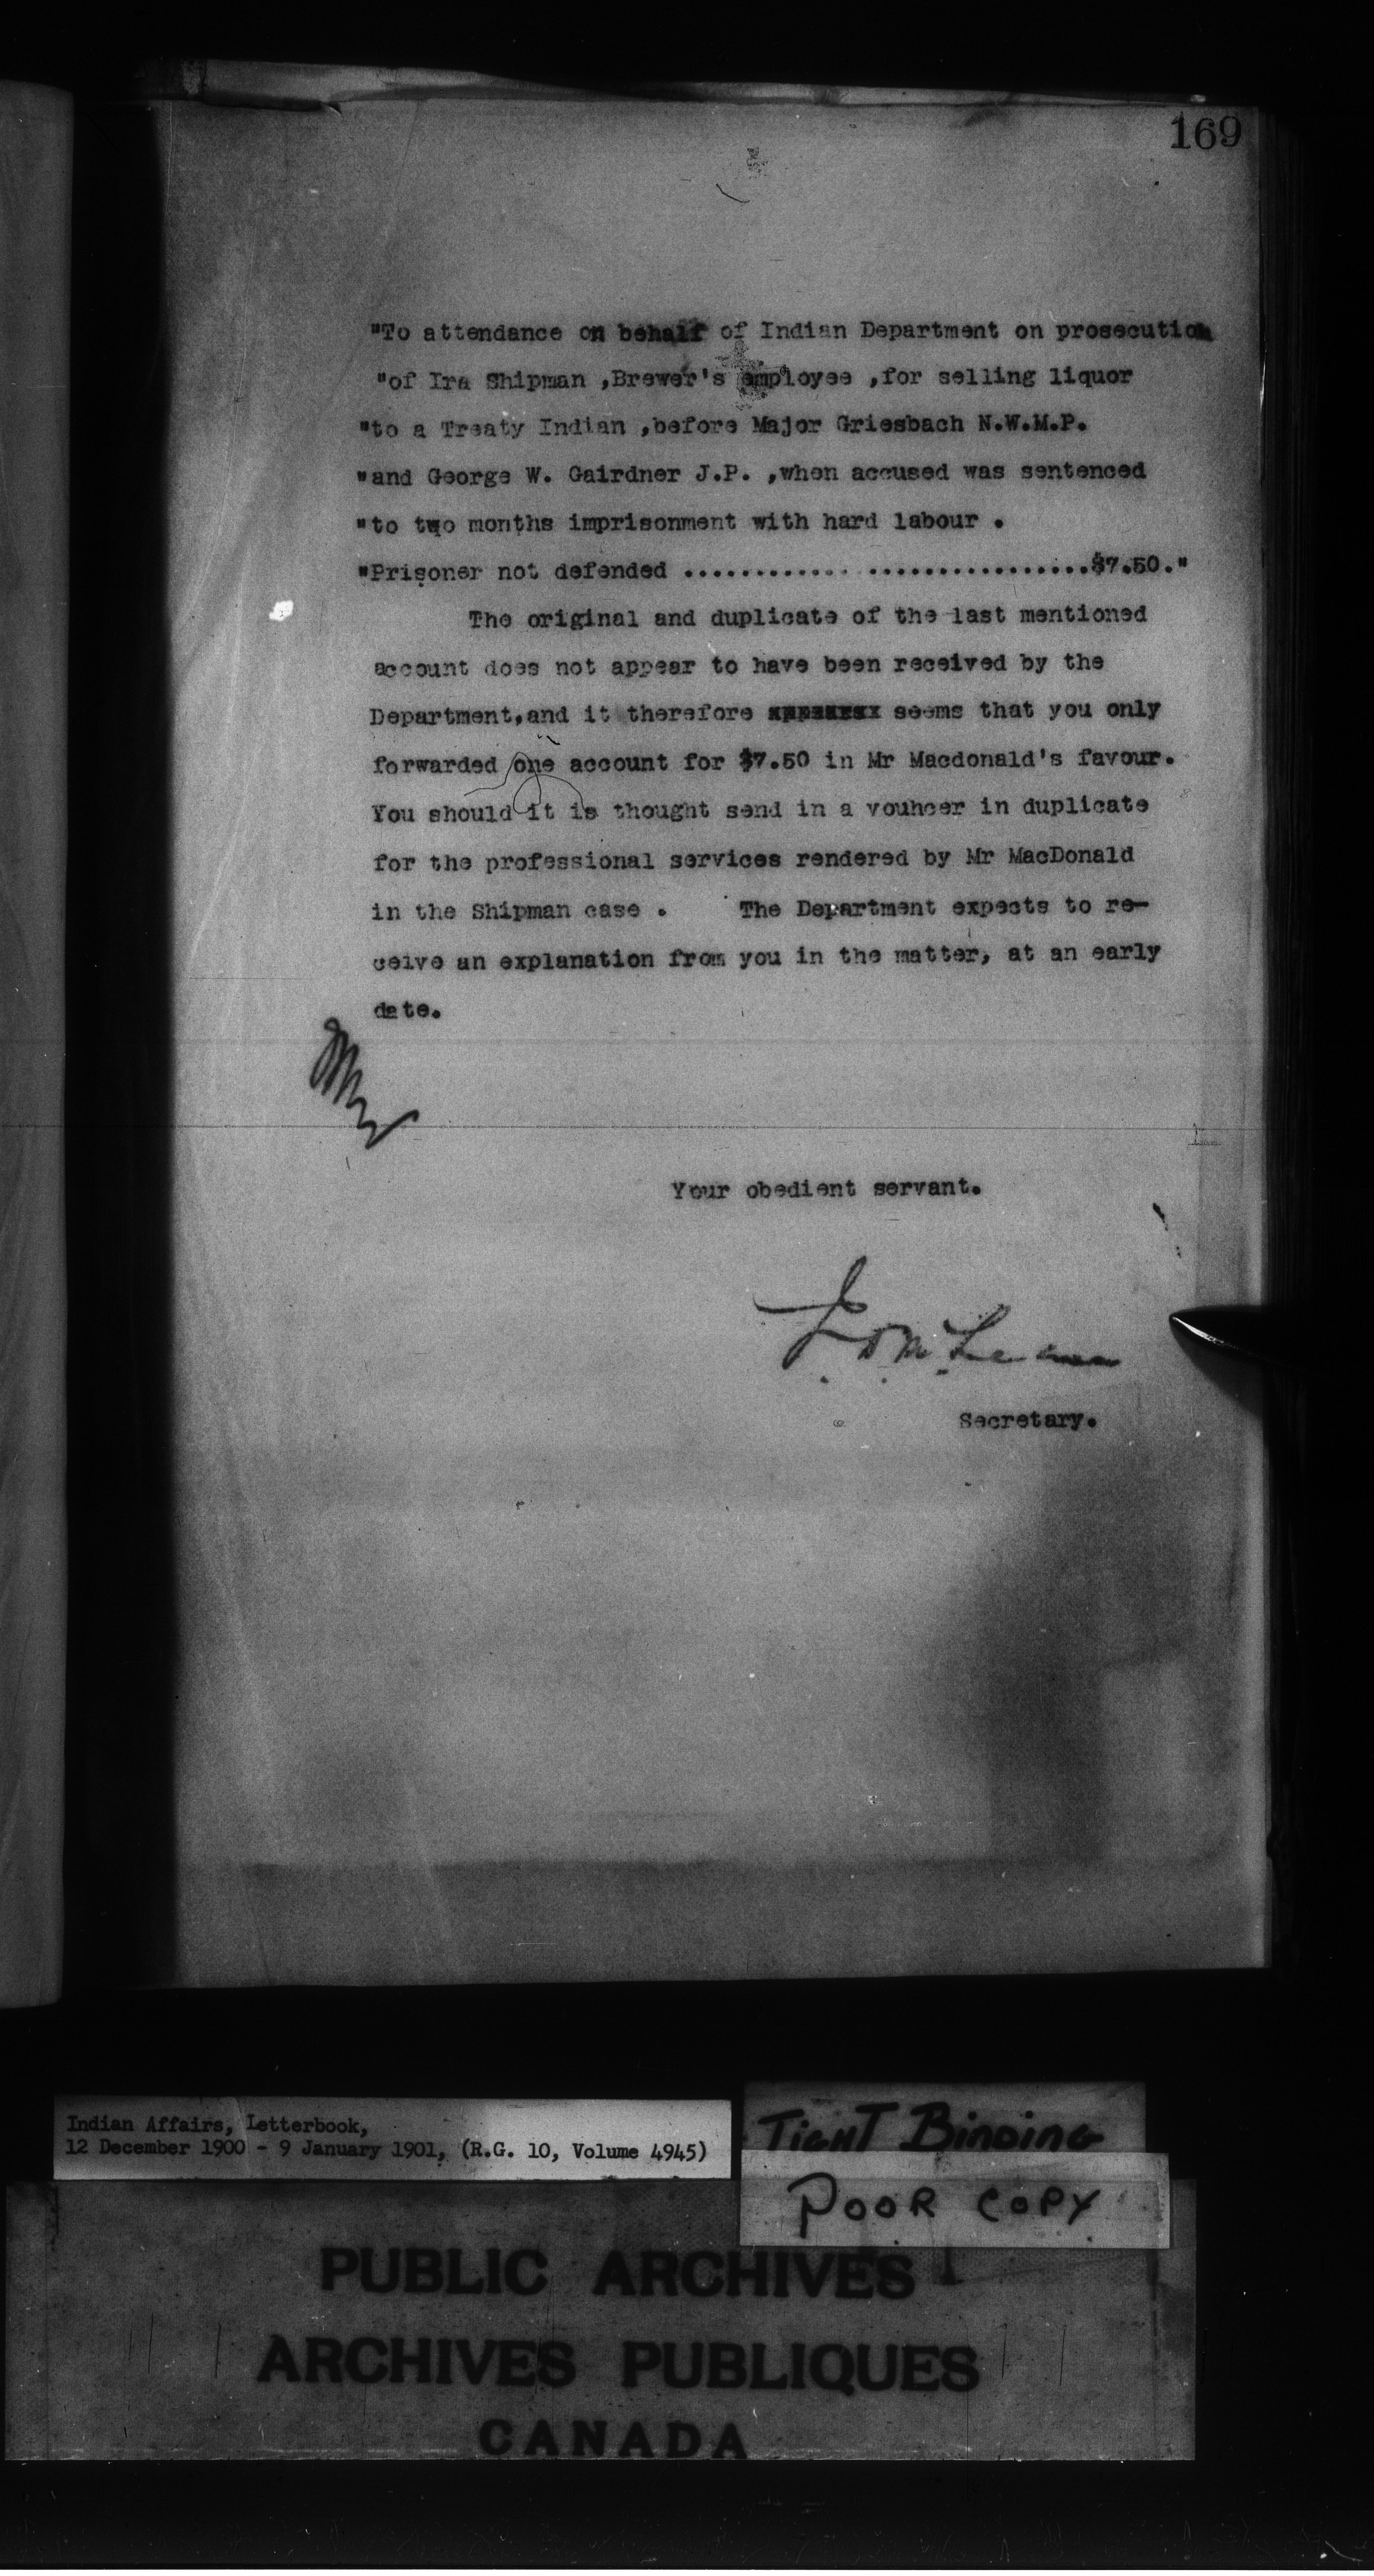 169
"To attendance on behalf of Indian Department on prosecution
"of Ira Shipman ,Brewer's employee ,for selling liquor
"to a Treaty Indian ,before Major Griesbach N.W.M.P.
"and George W. Gairdner J.P. ,when accused was sentenced
"to two months imprisonment with hard labour .
"Prisoner not defended ........... ...............................$7.50."
The original and duplicate of the last mentioned
account does not appear to have been received by the
Department,and it therefore seems that you only
forwarded one account for $7.50 in Mr Macdonald's favour.
You should it is thought send in a vouhcer in duplicate
for the professional services rendered by Mr MacDonald
in the Shipman case . The Department expects to re-
ceive an explanation from you in the matter, at an early
date.
Your obedient servant.
J D McLean
Secretary.
Indian Affairs, Letterbook,
12 December 1900 - 9 January 1901, (R.G. 10, Volume 4945)
TIGHT BINDING
POOR COPY
PUBLIC ARCHIVES
ARCHIVES PUBLIQUES
CANADA